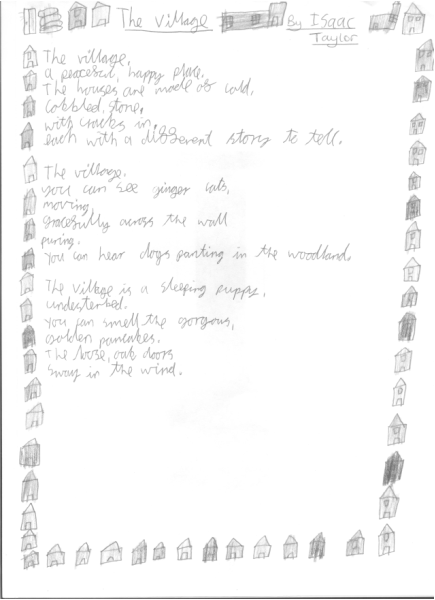 The Village
By Isaac
Taylor
The village,
a peaceful, happy place.
The houses are made of cold,
cobbled, stone,
with cracks in,
each with a different story to tell.
The village.
you can see ginger cats,
moving,
gracefully across the wall
puring.
You can hear dogs panting in the woodland.
The village is a sleeping puppy,
undesterbed.
You can smell the gorgous,
golden pancakes.
The loose, oak doors
sway in the wind.